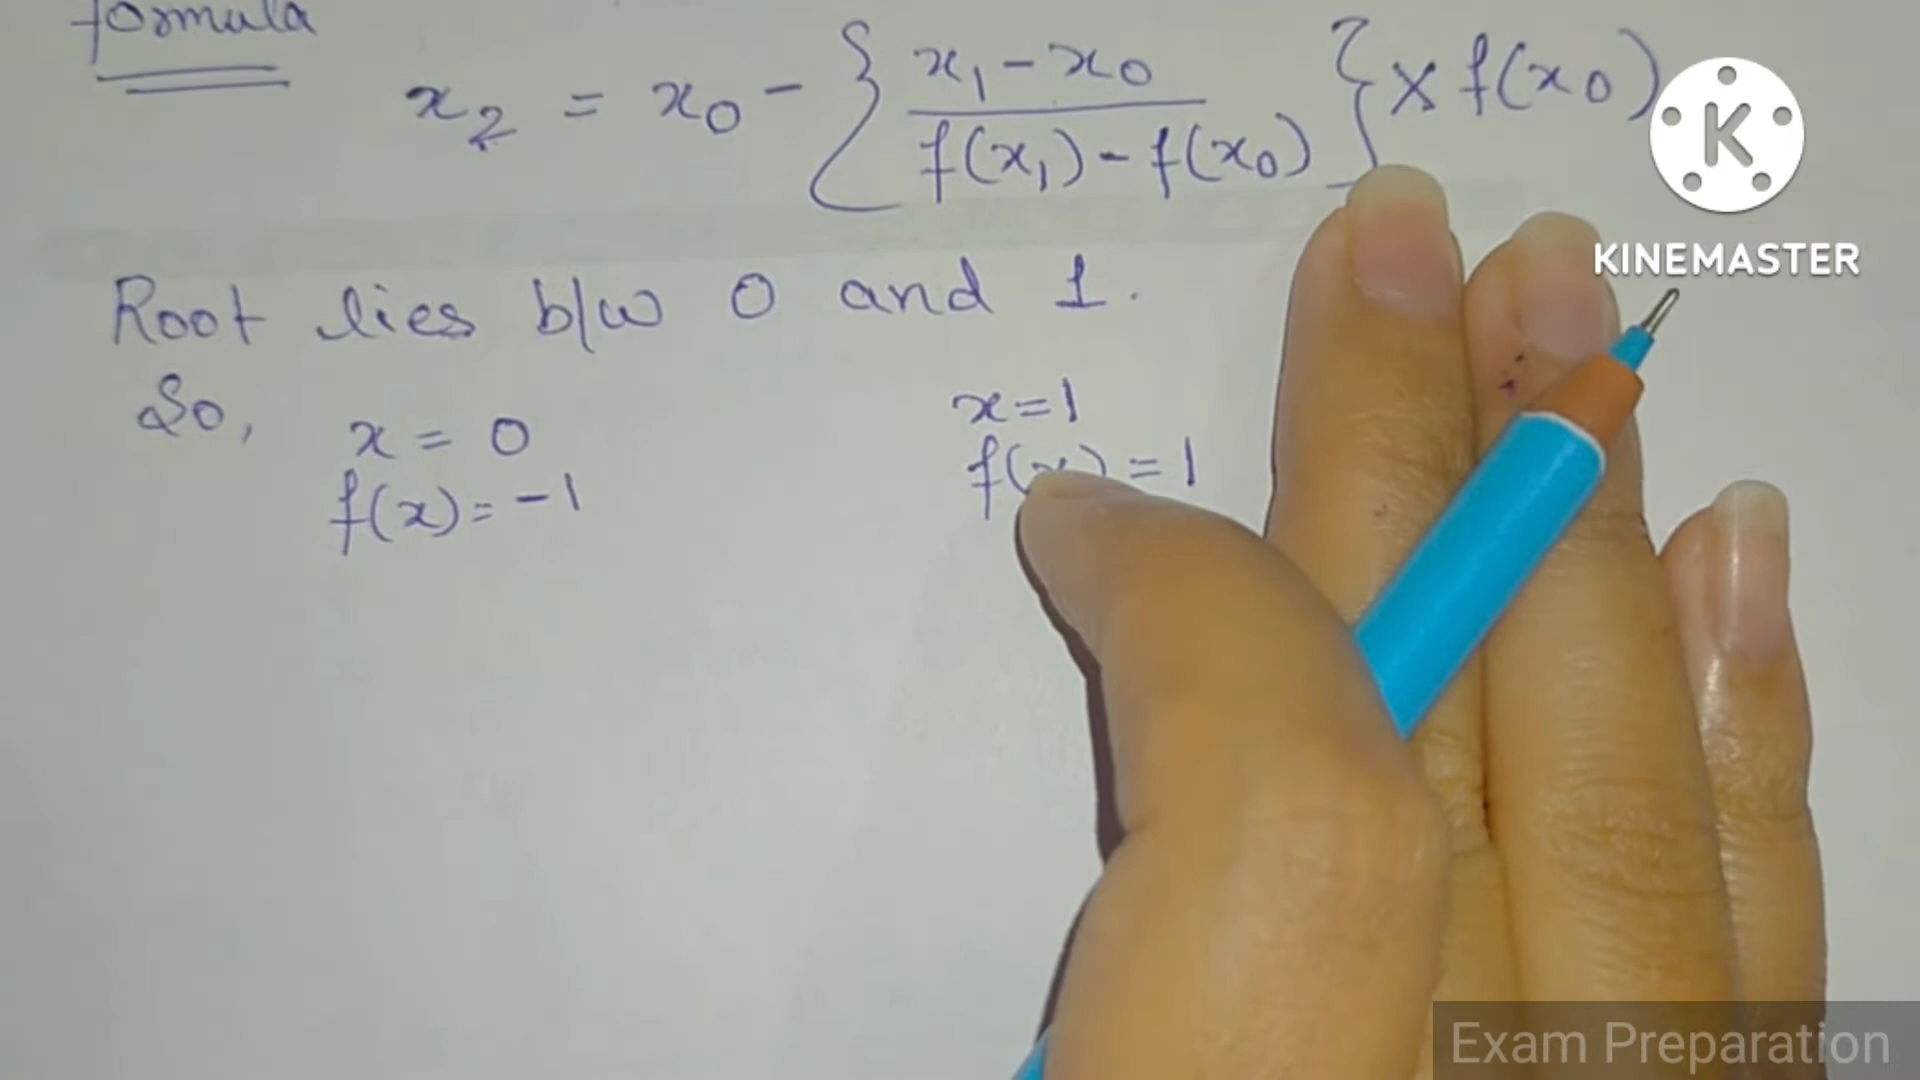 formula
x₂ = x₀ - { x₁ - x₀ / f(x₁) - f(x₀) } × f(x₀)
Root lies b/w 0 and 1.
So, x = 0 x = 1
f(x) = -1 f(x) = 1
K
KINEMASTER
Exam Preparation